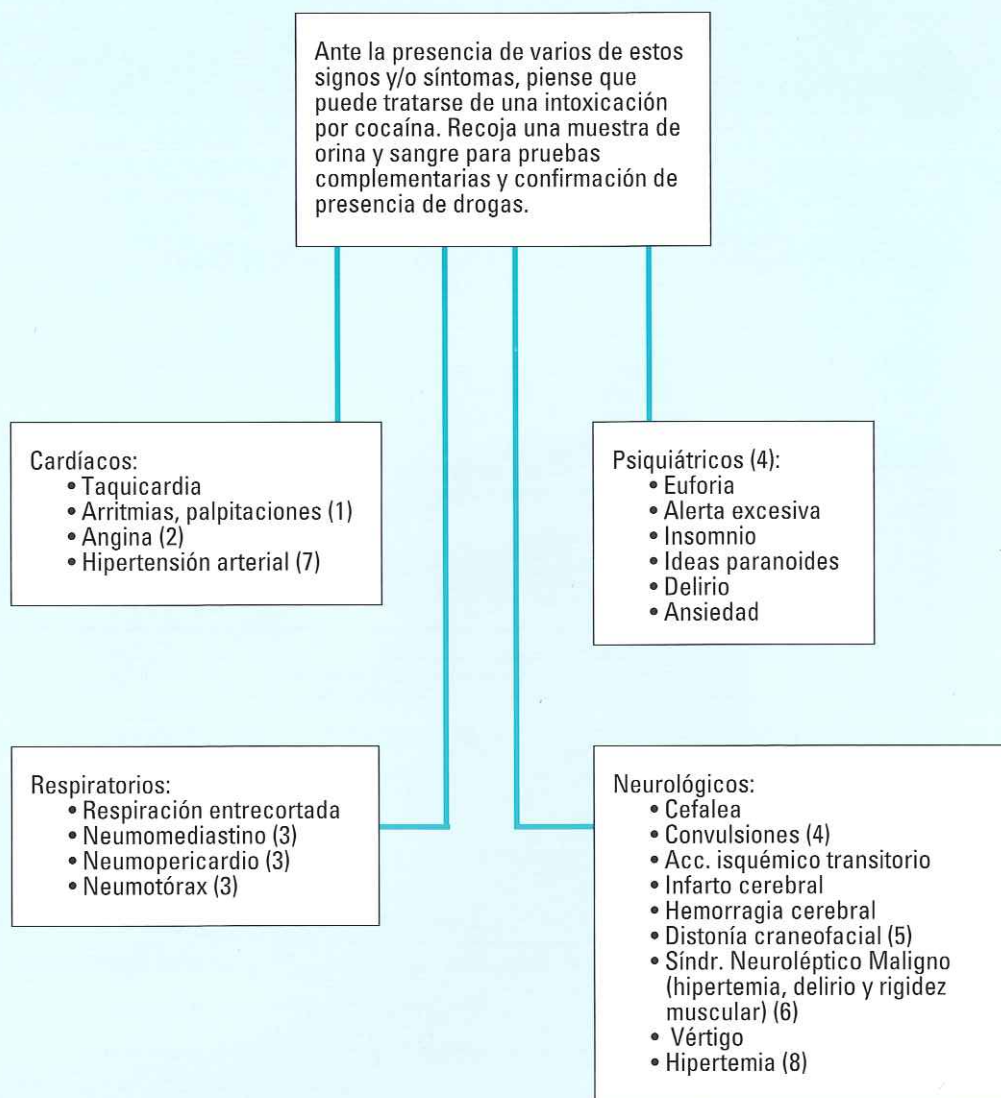 Ante la presencia de varios de estos
signos y/o síntomas, piense que
puede tratarse de una intoxicación
por cocaína. Recoja una muestra de
orina y sangre para pruebas
complementarias y confirmación de
presencia de drogas.
Cardíacos:
• Taquicardia
• Arritmias, palpitaciones (1)
• Angina (2)
• Hipertensión arterial (7)
Psiquiátricos (4):
• Euforia
• Alerta excesiva
• Insomnio
• Ideas paranoides
• Delirio
• Ansiedad
Respiratorios:
• Respiración entrecortada
• Neumomediastino (3)
• Neumopericardio (3)
• Neumotórax (3)
Neurológicos:
• Cefalea
• Convulsiones (4)
• Acc. isquémico transitorio
• Infarto cerebral
• Hemorragia cerebral
• Distonía craneofacial (5)
• Síndr. Neuroléptico Maligno
(hipertemia, delirio y rigidez
muscular) (6)
• Vértigo
• Hipertemia (8)